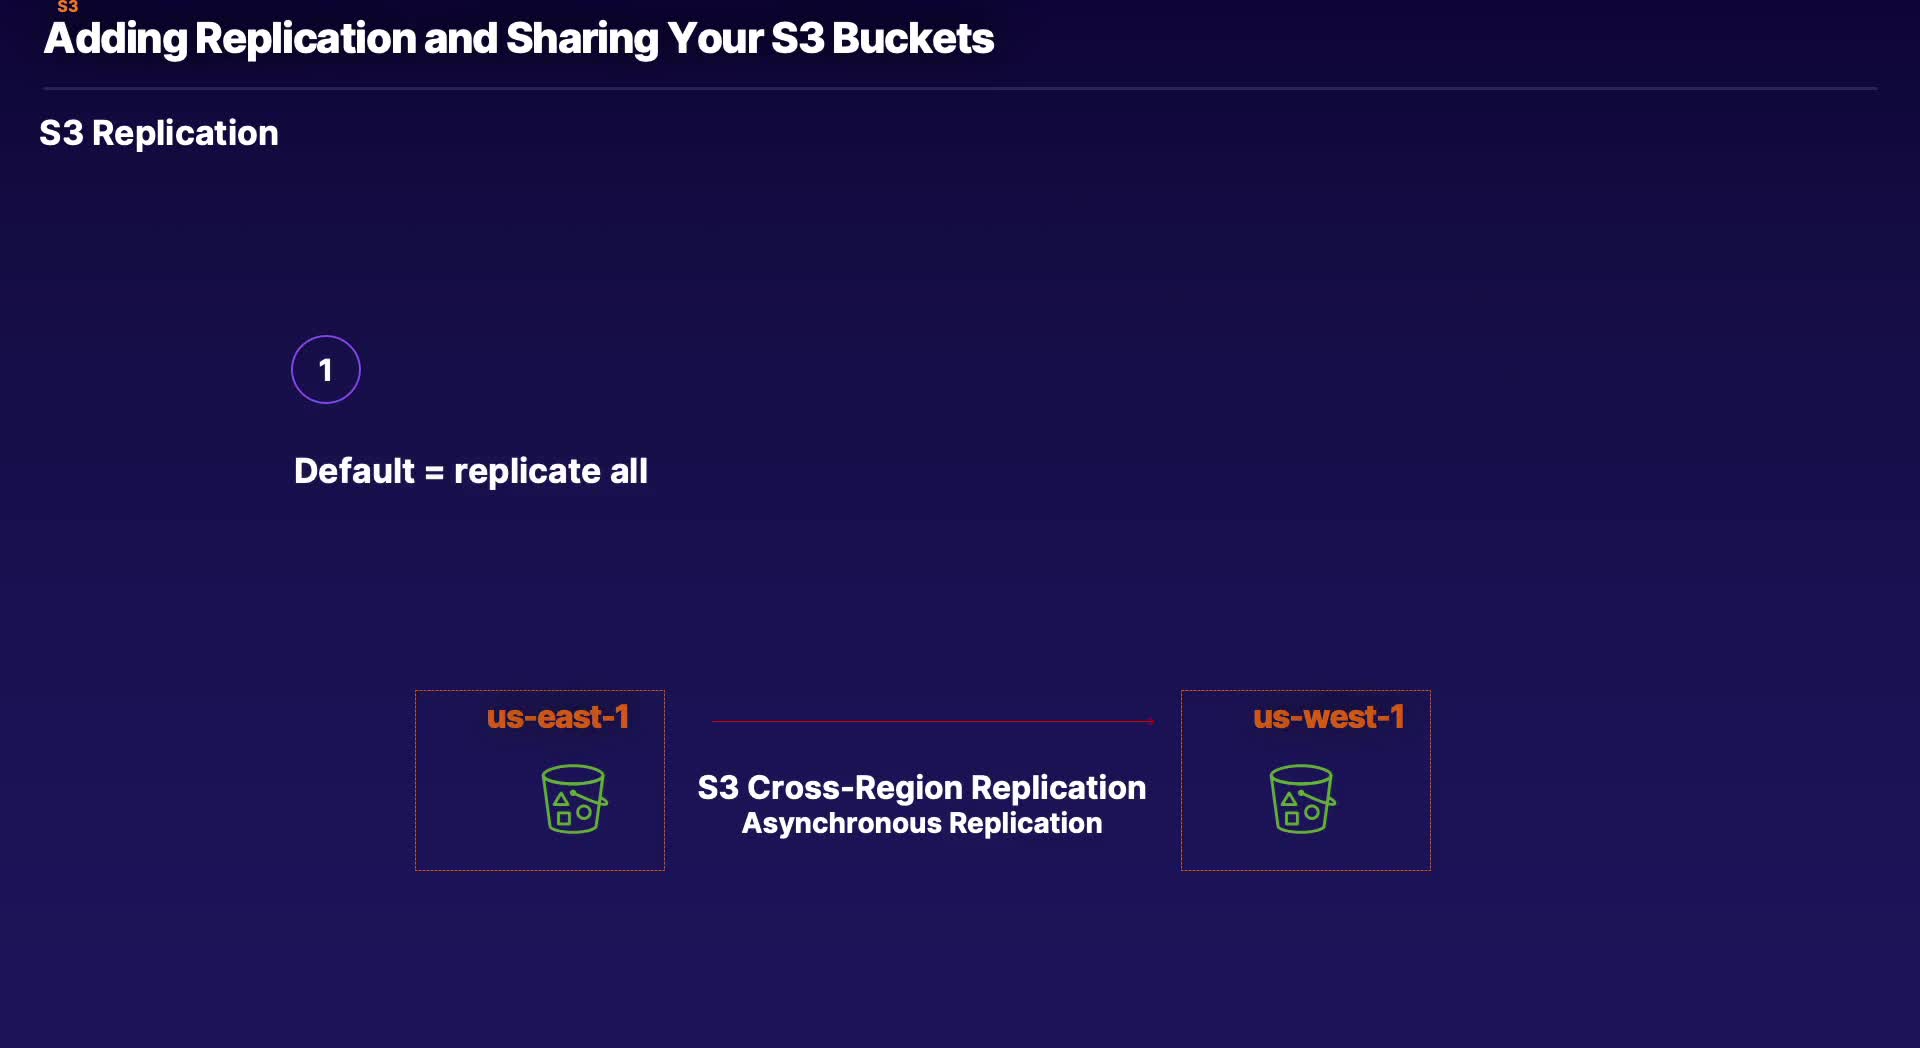 S3
Adding Replication and Sharing Your S3 Buckets
S3 Replication
1
Default = replicate all
us-east-1
us-west-1
S3 Cross-Region Replication
Asynchronous Replication